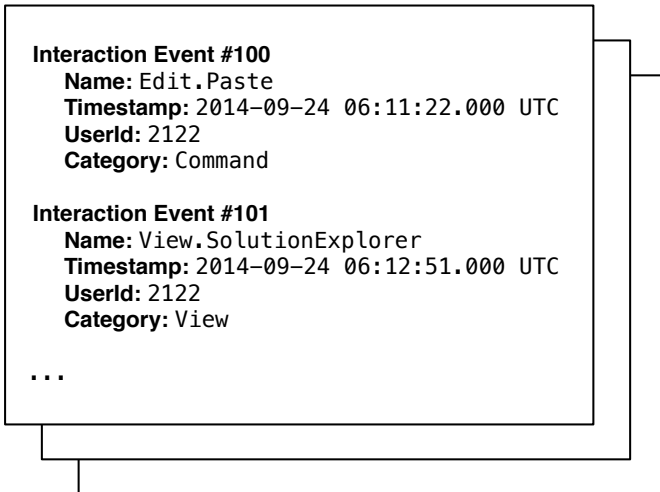 Interaction Event #100
Name: Edit.Paste
Timestamp: 2014-09-24 06:11:22.000 UTC
UserId: 2122
Category: Command
Interaction Event #101
Name: View.SolutionExplorer
Timestamp: 2014-09-24 06:12:51.000 UTC
UserId: 2122
Category: View
...